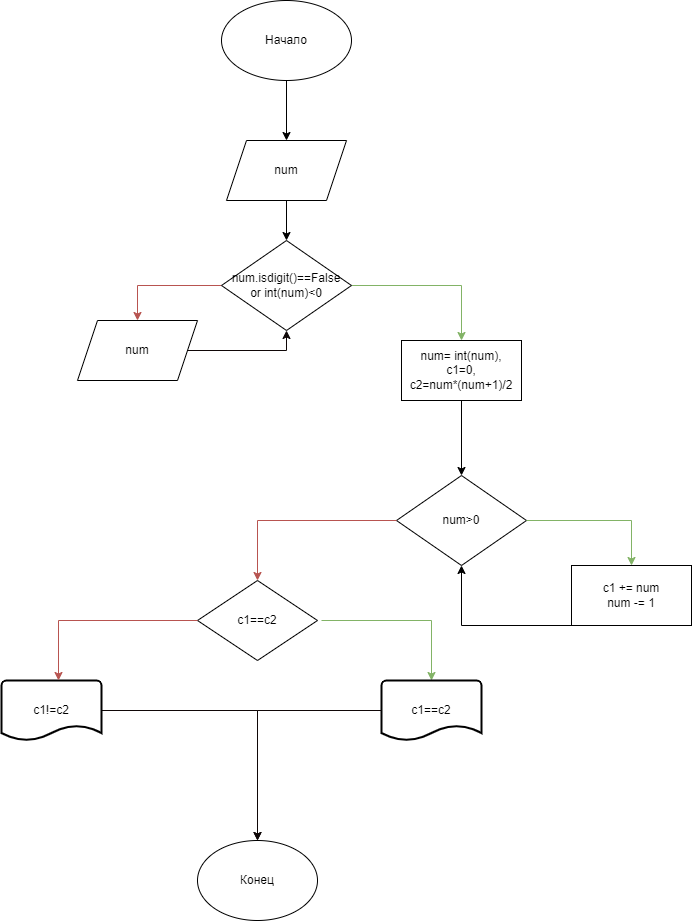 Начало
num
num.isdigit()==False
or int(num)<0
num
num= int(num),
c1=0,
c2=num*(num+1)/2
num>0
c1 += num
num -= 1
c1==c2
c1!=c2
c1==c2
Конец